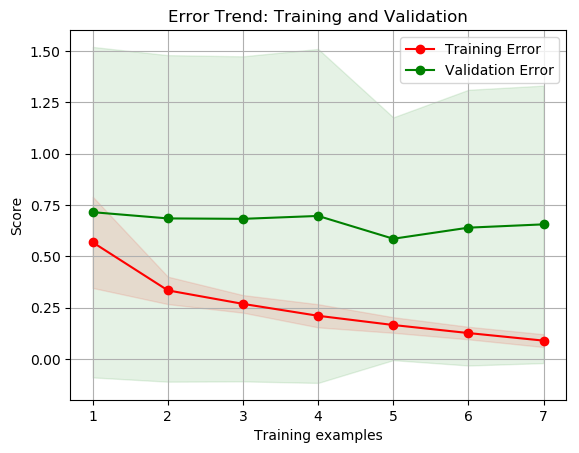 Error Trend: Training and Validation
Training Error
Validation Error
Score
1.50
1.25
1.00
0.75
0.50
0.25
0.00
1 2 3 4 5 6 7
Training examples